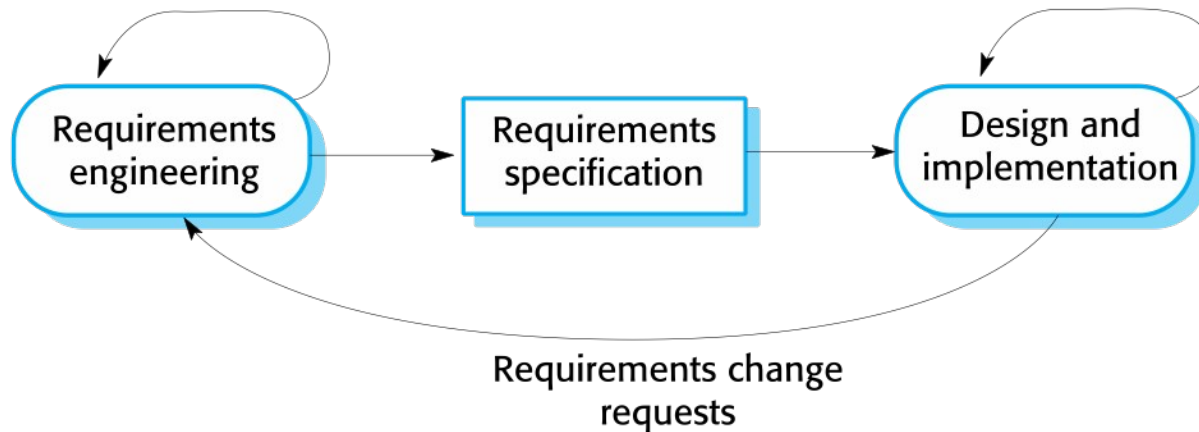 Requirements
engineering
Requirements
specification
Design and
implementation
Requirements change
requests